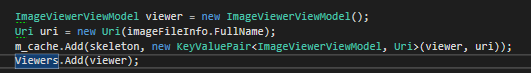 ImageViewerViewModel viewer = new ImageViewerViewModel();
Uri uri = new Uri(imageFileInfo.FullName);
m_cache.Add(skeleton, new KeyValuePair<ImageViewerViewModel, Uri>(viewer, uri));
Viewers.Add(viewer);